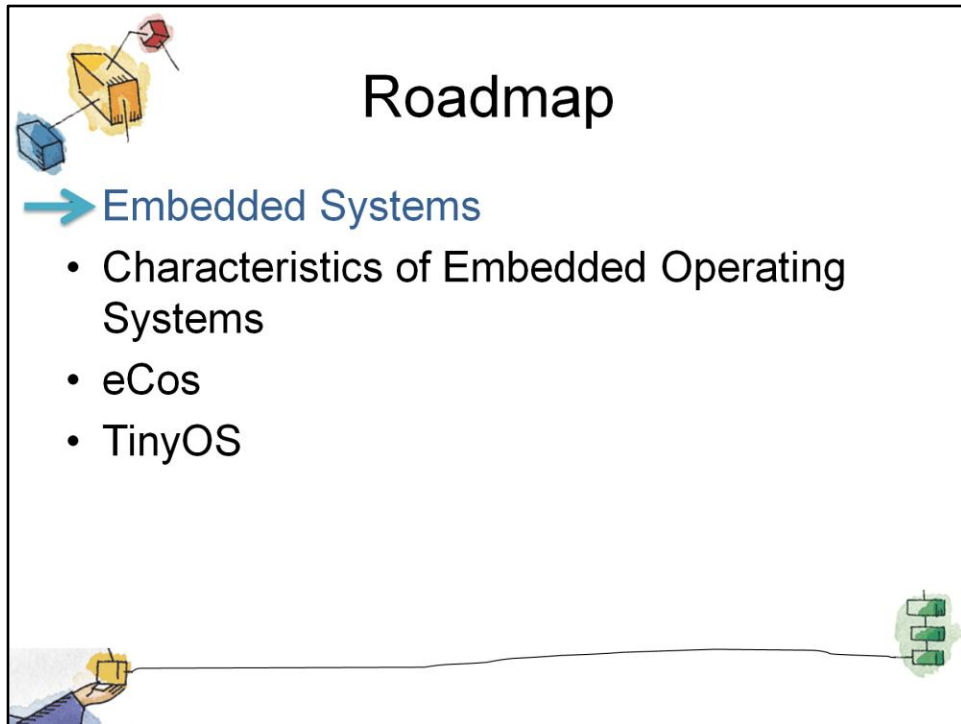 Roadmap
Embedded Systems
• Characteristics of Embedded Operating
Systems
• eCos
• TinyOS